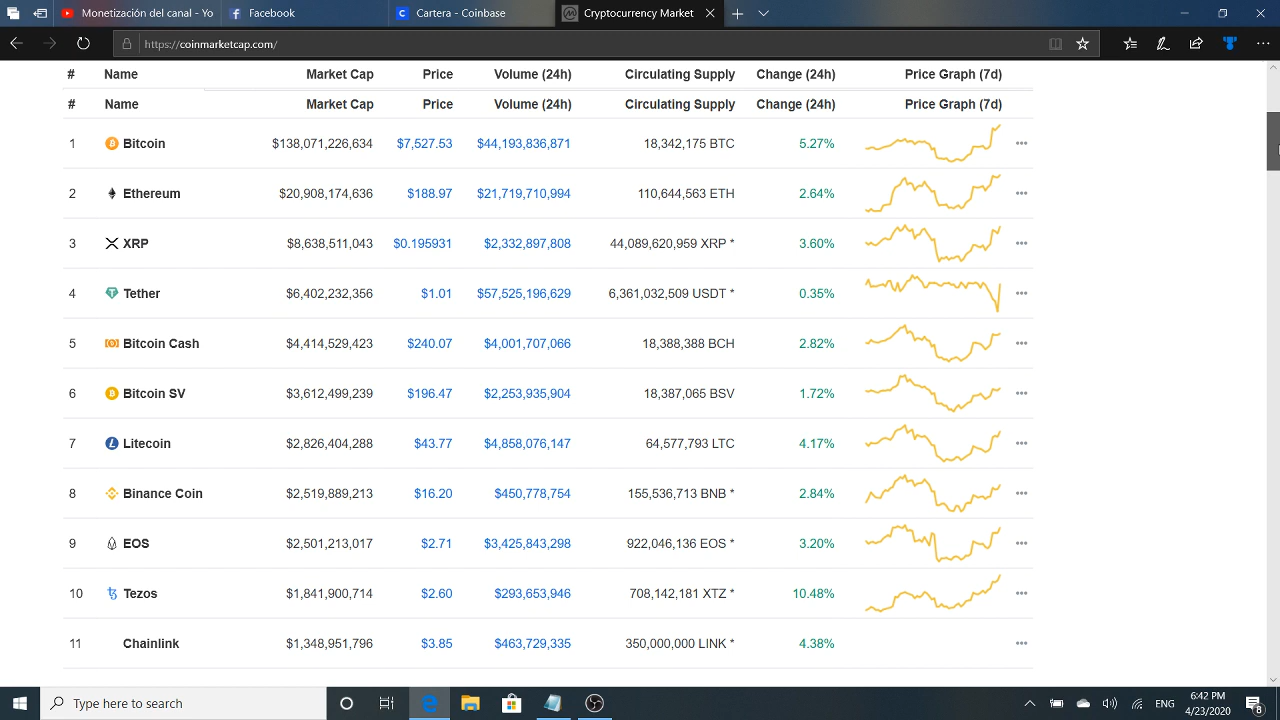 Monetización del canal - Yo
Facebook
Cartera - Coinbase
Cryptocurrency Market
https://coinmarketcap.com/
# Name Market Cap Price Volume (24h) Circulating Supply Change (24h) Price Graph (7d)
# Name Market Cap Price Volume (24h) Circulating Supply Change (24h) Price Graph (7d)
1 Bitcoin $138,071,226,634 $7,527.53 $44,193,836,871 18,342,175 BTC 5.27%
2 Ethereum $20,908,174,636 $188.97 $21,719,710,994 110,644,563 ETH 2.64%
3 XRP $8,638,511,043 $0.195931 $2,332,897,808 44,089,620,959 XRP * 3.60%
4 Tether $6,402,232,356 $1.01 $57,525,196,629 6,361,032,509 USDT * 0.35%
5 Bitcoin Cash $4,414,529,423 $240.07 $4,001,707,066 18,388,388 BCH 2.82%
6 Bitcoin SV $3,612,499,239 $196.47 $2,253,935,904 18,387,065 BSV 1.72%
7 Litecoin $2,826,404,288 $43.77 $4,858,076,147 64,577,793 LTC 4.17%
8 Binance Coin $2,519,889,213 $16.20 $450,778,754 155,536,713 BNB * 2.84%
9 EOS $2,501,213,017 $2.71 $3,425,843,298 922,046,136 EOS * 3.20%
10 Tezos $1,841,900,714 $2.60 $293,653,946 708,142,181 XTZ * 10.48%
11 Chainlink $1,348,951,796 $3.85 $463,729,335 350,000,000 LINK * 4.38%
Type here to search
ENG
6:42 PM
4/23/2020
8